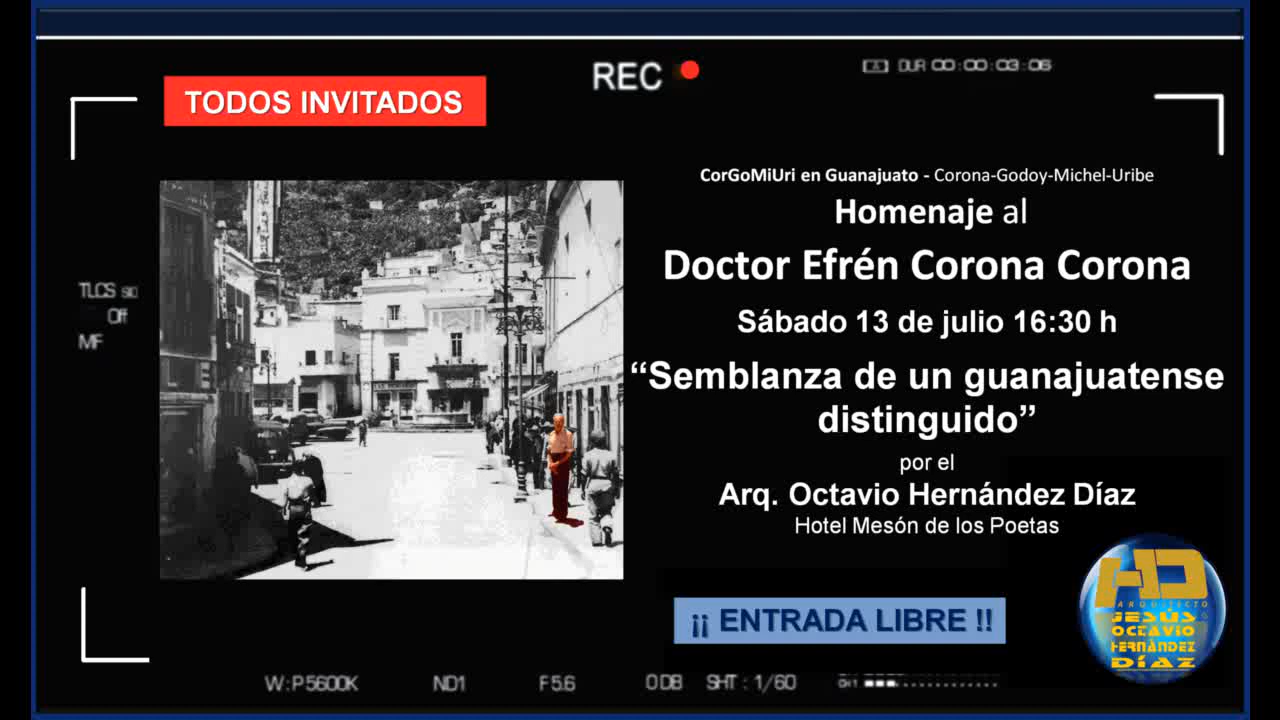 REC
DUR 00:00:03:06
TODOS INVITADOS
CorGoMiUri en Guanajuato - Corona-Godoy-Michel-Uribe
Homenaje al
Doctor Efrén Corona Corona
Sábado 13 de julio 16:30 h
“Semblanza de un guanajuatense
distinguido”
por el
Arq. Octavio Hernández Díaz
Hotel Mesón de los Poetas
TLCS
Off
MF
¡¡ ENTRADA LIBRE !!
ARQUITECTO
JESÚS
OCTAVIO
HERNÁNDEZ
DÍAZ
W:P5600K ND1 F5.6 0DB SHT : 1/60 CH1